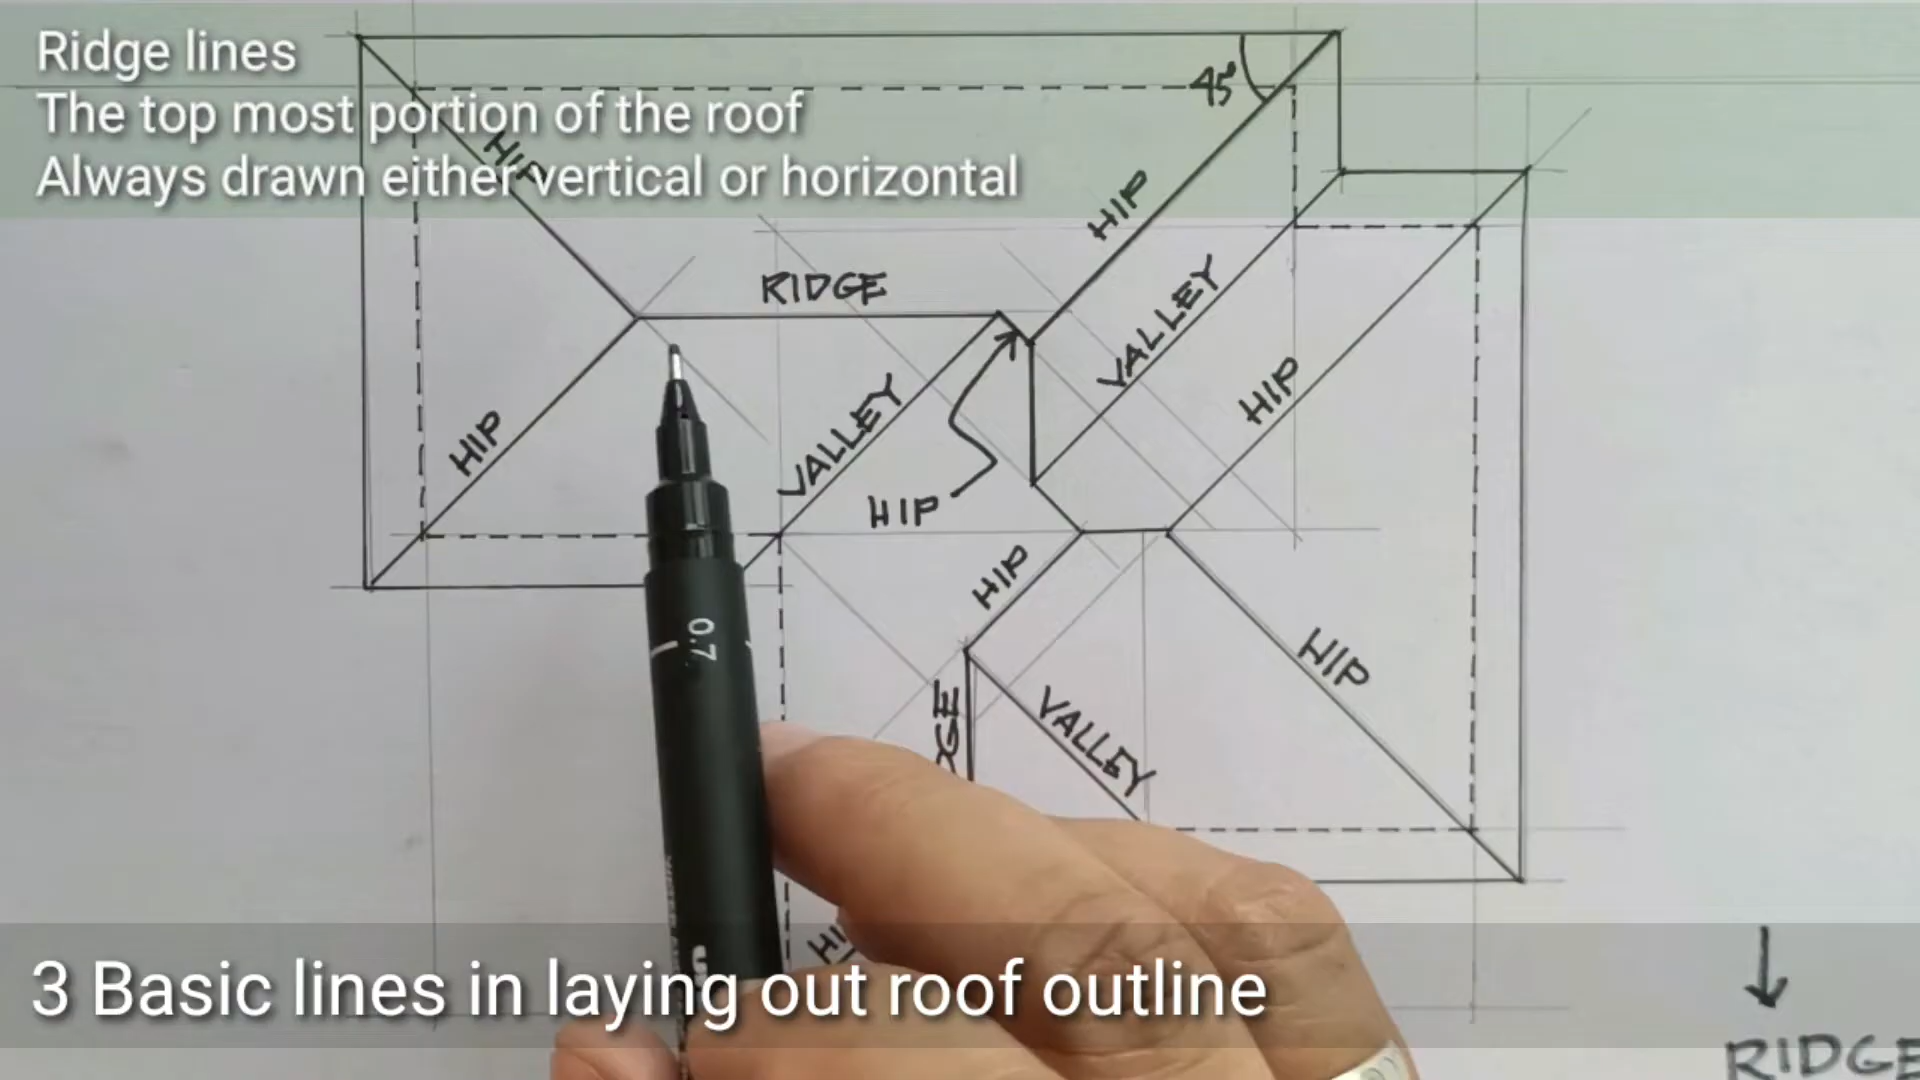 Ridge lines
The top most portion of the roof
Always drawn either vertical or horizontal
45°
HIP
HIP
RIDGE
VALLEY
HIP
HIP
VALLEY
HIP
HIP
HIP
VALLEY
0.7
3 Basic lines in laying out roof outline
RIDGE